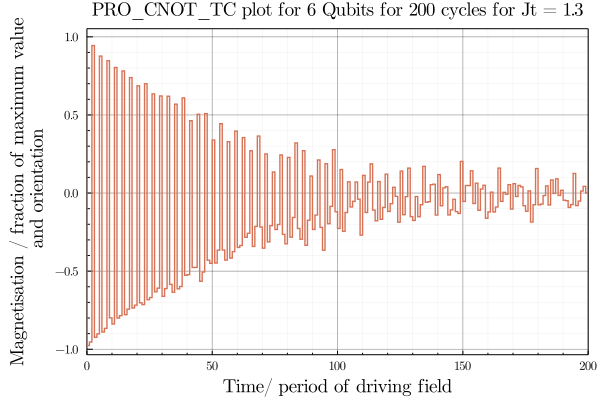 PRO_CNOT_TC plot for 6 Qubits for 200 cycles for Jt = 1.3
Magnetisation / fraction of maximum value
and orientation
1.0
0.5
0.0
−0.5
−1.0
0
50
100
150
200
Time/ period of driving field